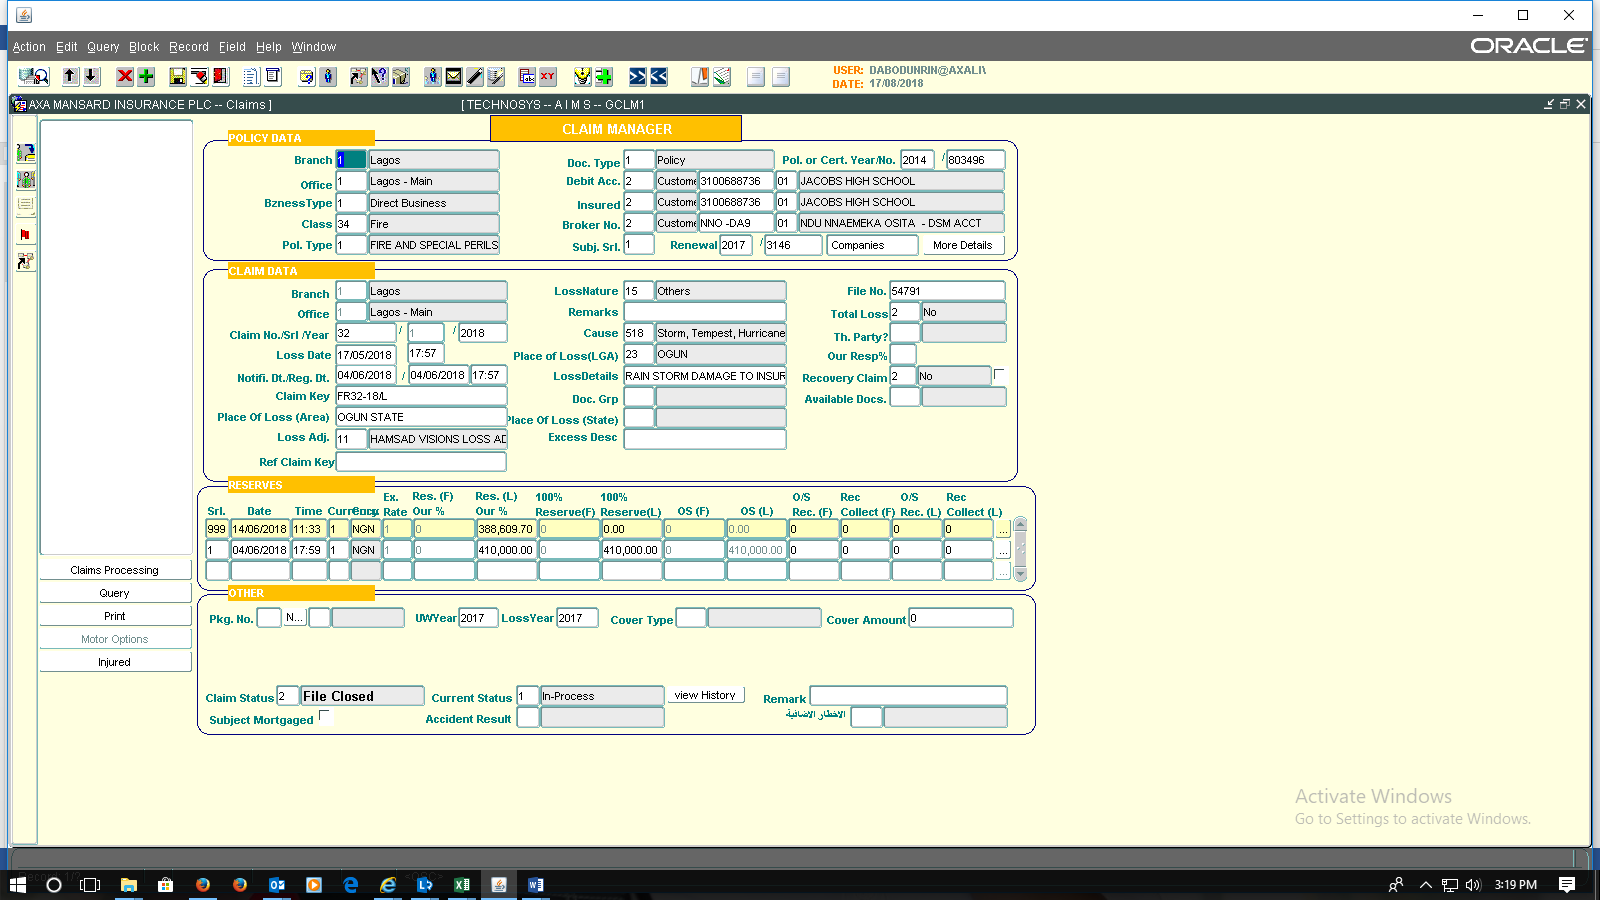 Action Edit Query Block Record Field Help Window
ORACLE
USER: DABODUNRIN@AXALI\
DATE: 17/08/2018
AXA MANSARD INSURANCE PLC -- Claims ] [ TECHNOSYS -- A I M S -- GCLM1
CLAIM MANAGER
POLICY DATA
Branch 1 Lagos Doc. Type 1 Policy Pol. or Cert. Year/No. 2014 / 803496
Office 1 Lagos - Main Debit Acc. 2 Custome 3100688736 01 JACOBS HIGH SCHOOL
BznessType 1 Direct Business Insured 2 Custome 3100688736 01 JACOBS HIGH SCHOOL
Class 34 Fire Broker No. 2 Custome NNO -DA9 01 NDU NNAEMEKA OSITA - DSM ACCT
Pol. Type 1 FIRE AND SPECIAL PERILS Subj. Srl. 1 Renewal 2017 / 3146 Companies More Details
CLAIM DATA
Branch 1 Lagos LossNature 15 Others File No. 54791
Office 1 Lagos - Main Remarks Total Loss 2 No
Claim No./Srl /Year 32 / 1 / 2018 Cause 518 Storm, Tempest, Hurricane Th. Party?
Loss Date 17/05/2018 17:57 Place of Loss(LGA) 23 OGUN Our Resp%
Notifi. Dt./Reg. Dt. 04/06/2018 / 04/06/2018 17:57 LossDetails RAIN STORM DAMAGE TO INSUR Recovery Claim 2 No
Claim Key FR32-18/L Doc. Grp Available Docs.
Place Of Loss (Area) OGUN STATE Place Of Loss (State)
Loss Adj. 11 HAMSAD VISIONS LOSS AD Excess Desc
Ref Claim Key
RESERVES
Ex. Res. (F) Res. (L) 100% 100% O/S Rec O/S Rec
Srl. Date Time Currency. Rate Our % Our % Reserve(F) Reserve(L) OS (F) OS (L) Rec. (F) Collect (F) Rec. (L) Collect (L)
999 14/06/2018 11:33 1 NGN 1 0 388,609.70 0 0.00 0 0.00 0 0 0 0 ...
1 04/06/2018 17:59 1 NGN 1 0 410,000.00 0 410,000.00 0 410,000.00 0 0 0 0 ...
...
OTHER
Pkg. No. N... UWYear 2017 LossYear 2017 Cover Type Cover Amount 0
Claim Status 2 File Closed Current Status 1 In-Process view History Remark
Subject Mortgaged Accident Result الاخطار الاضافية
Claims Processing
Query
Print
Motor Options
Injured
Activate Windows
Go to Settings to activate Windows.
3:19 PM